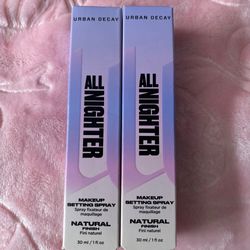 URBAN DECAY
ALL
NIGHTER
MAKEUP
SETTING SPRAY
Spray fixateur de
maquillage
NATURAL
FINISH
Fini naturel
30 ml / 1 fl oz
URBAN DECAY
ALL
NIGHTER
MAKEUP
SETTING SPRAY
Spray fixateur de
maquillage
NATURAL
FINISH
Fini naturel
30 ml / 1 fl oz